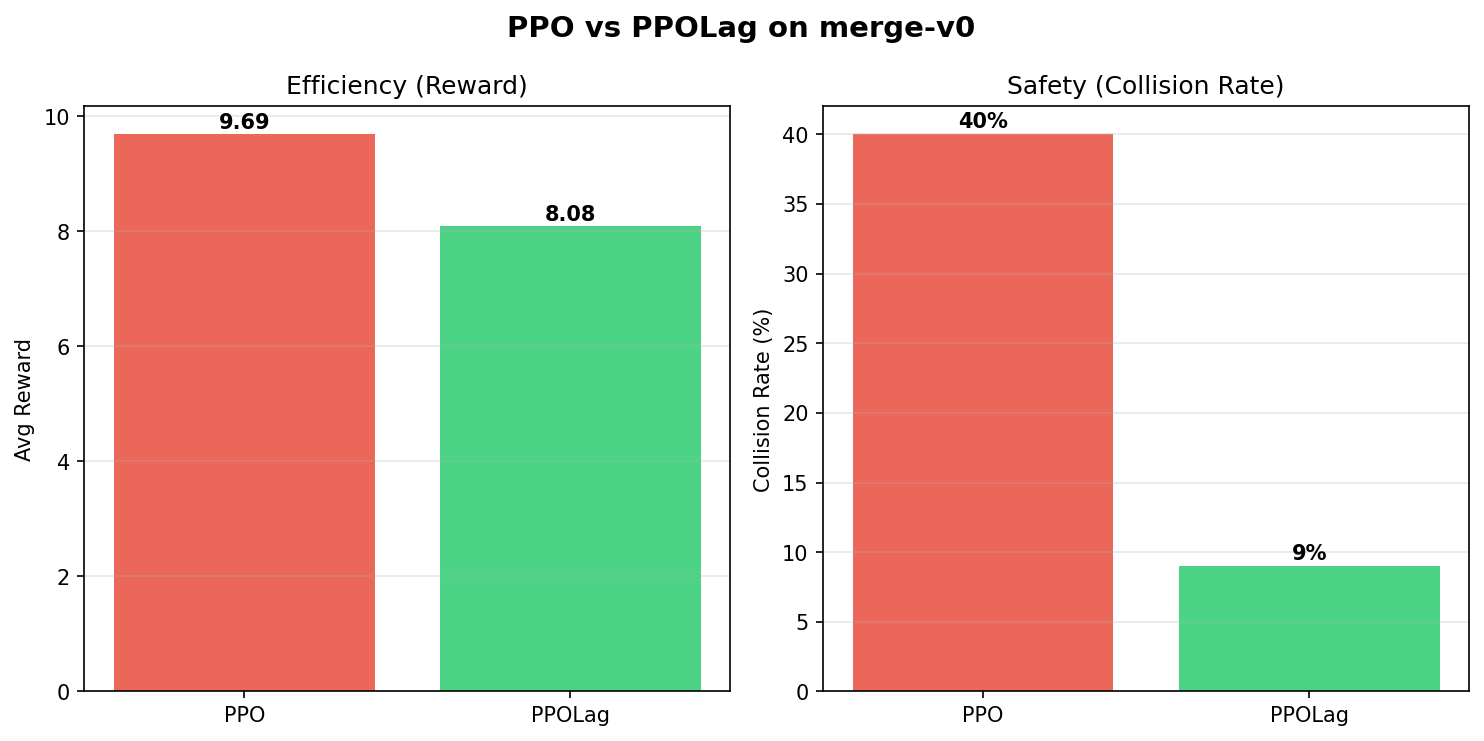 PPO vs PPOLag on merge-v0
Efficiency (Reward)
Avg Reward
10
8
6
4
2
0
9.69
8.08
PPO
PPOLag
Safety (Collision Rate)
Collision Rate (%)
40
35
30
25
20
15
10
5
0
40%
9%
PPO
PPOLag